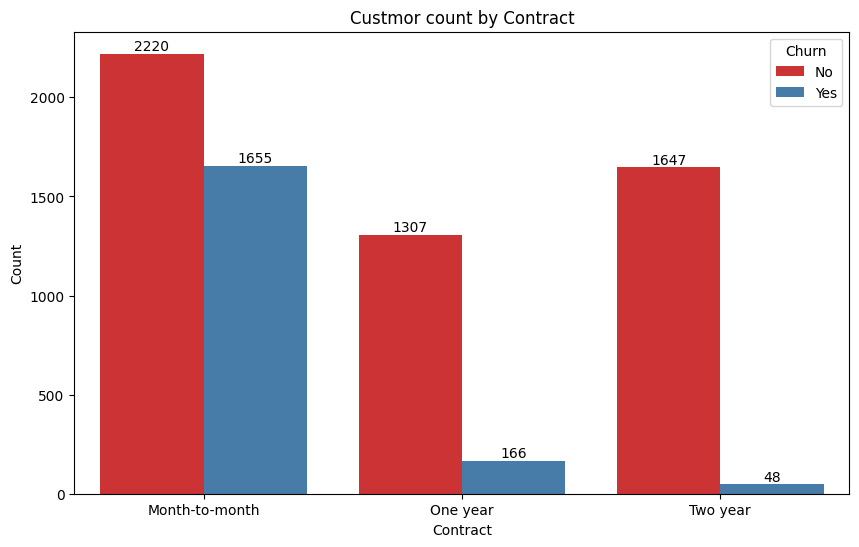 Custmor count by Contract
2220
1655
1307
166
1647
48
Churn
No
Yes
Count
2000
1500
1000
500
0
Month-to-month
One year
Two year
Contract